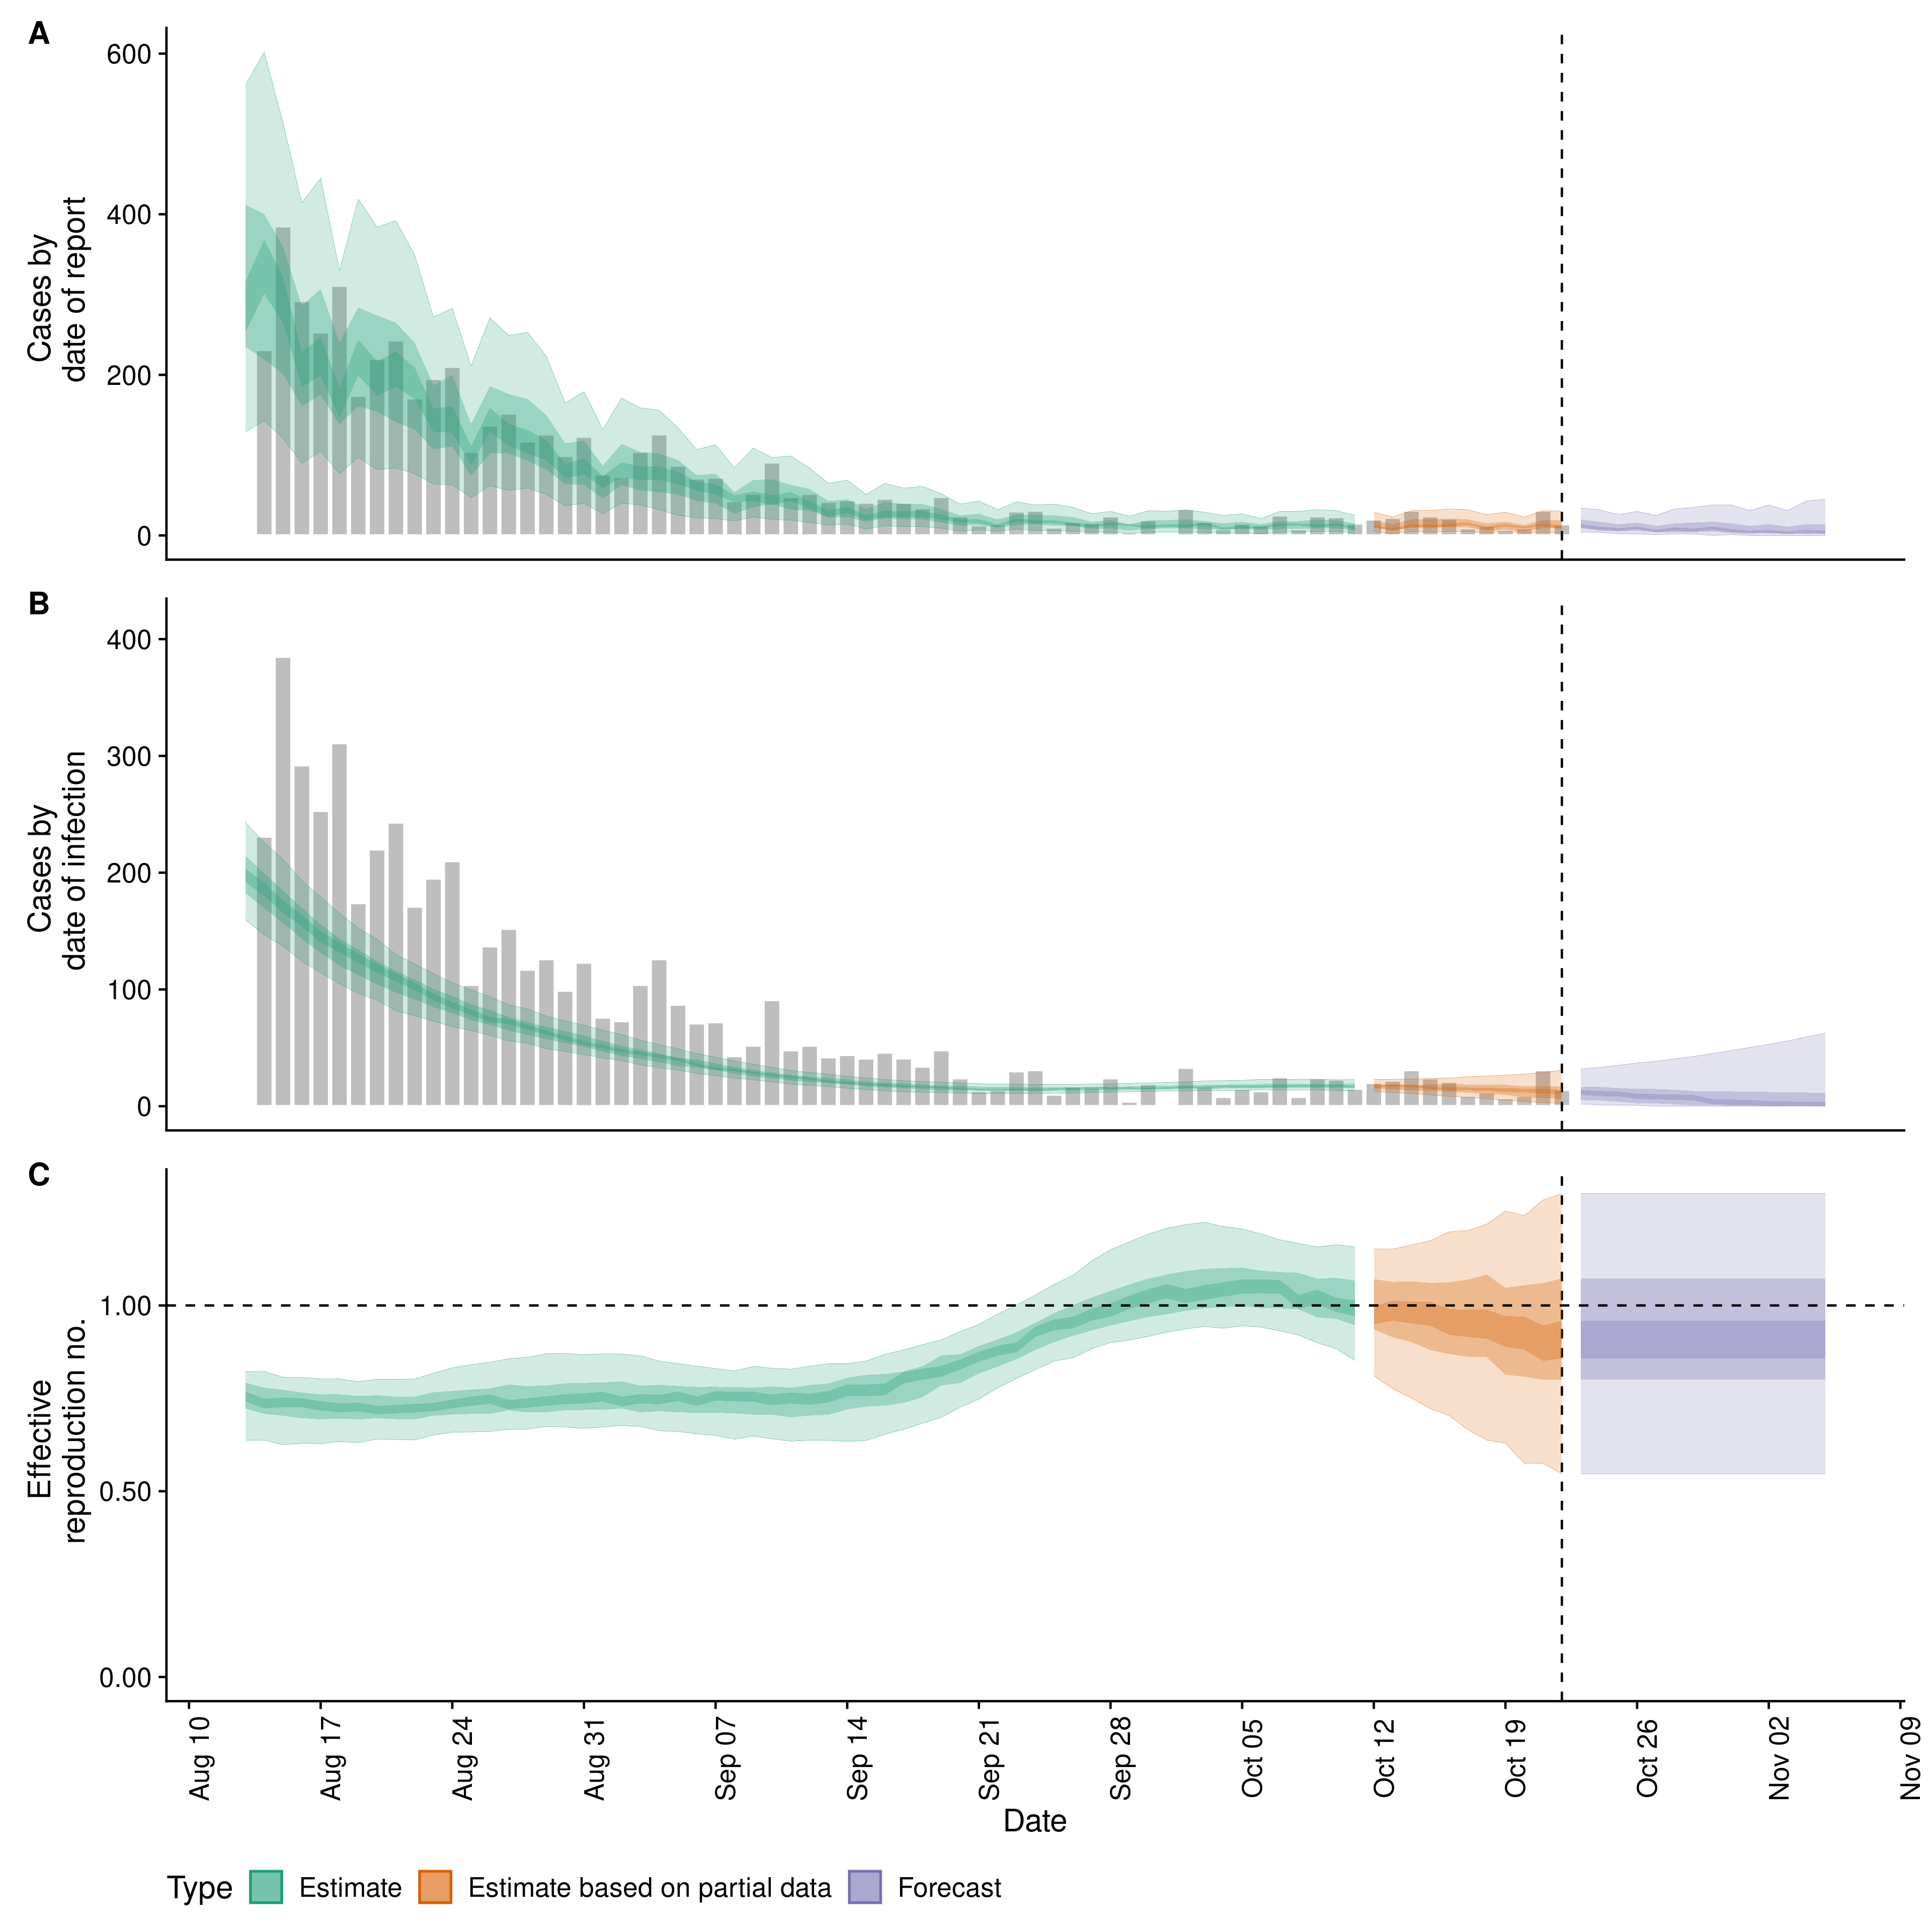 A
600
400
200
0
Cases by
date of report
B
400
300
200
100
0
Cases by
date of infection
C
1.00
0.50
0.00
Effective
reproduction no.
Aug 10
Aug 17
Aug 24
Aug 31
Sep 07
Sep 14
Sep 21
Sep 28
Oct 05
Oct 12
Oct 19
Oct 26
Nov 02
Nov 09
Date
Type Estimate Estimate based on partial data Forecast